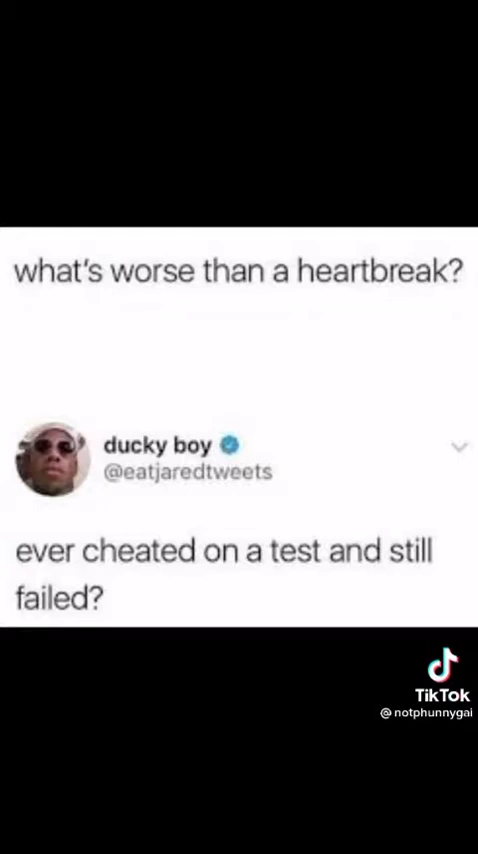 what's worse than a heartbreak?
ducky boy
@eatjaredtweets
ever cheated on a test and still
failed?
TikTok
@notphunnygai